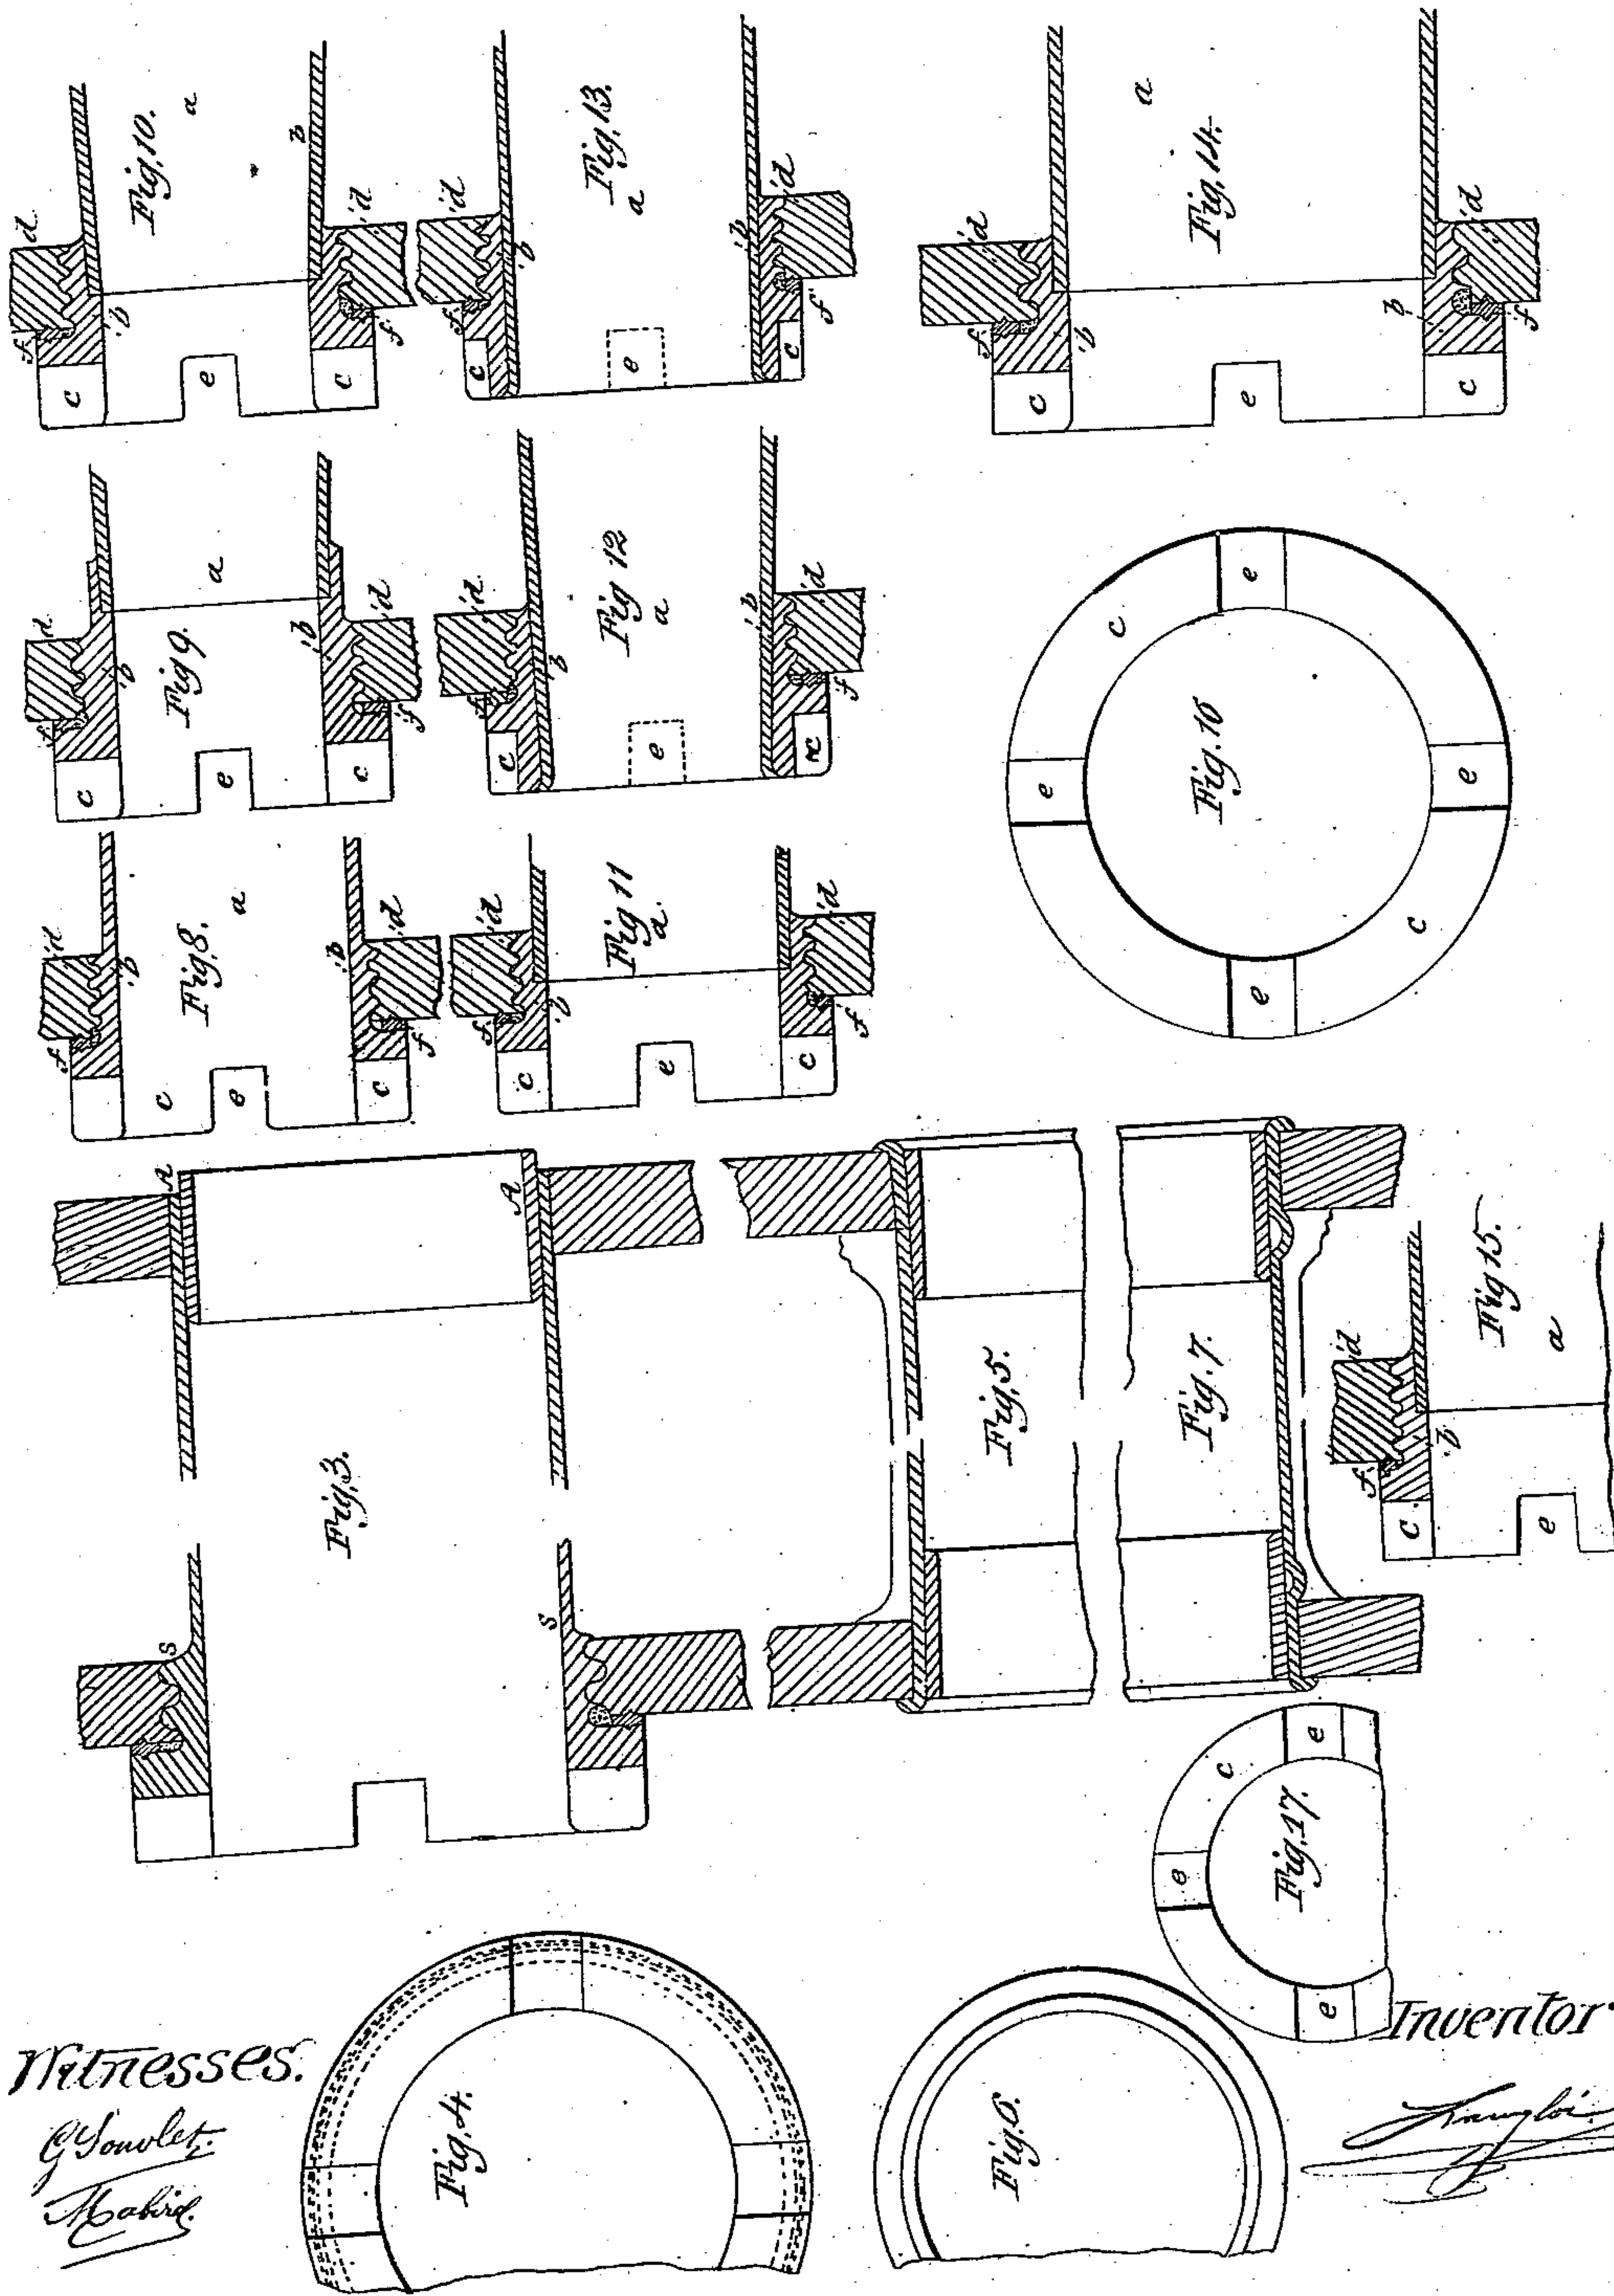 Fig. 10.
a
b
b
c
c
d
d
e
f
f
Fig. 13.
a
b
b
c
c
d
d
e
f
f
Fig. 14.
a
b
b
c
c
d
d
e
f
f
Fig 9.
a
b
b
c
c
d
d
e
f
f
Fig 12
a
b
b
c
c
d
d
e
f
f
Fig. 16
c
c
e
e
e
e
Fig. 8.
a
b
b
c
c
d
d
e
f
f
Fig 11
a
b
c
c
d
d
e
f
f
Fig. 3.
A
A
s
s
Fig. 5.
Fig. 7.
Fig 15.
a
b
c
d
e
f
Fig. 17.
c
e
e
e
Fig. 4.
Fig. 6.
Witnesses.
Inventor